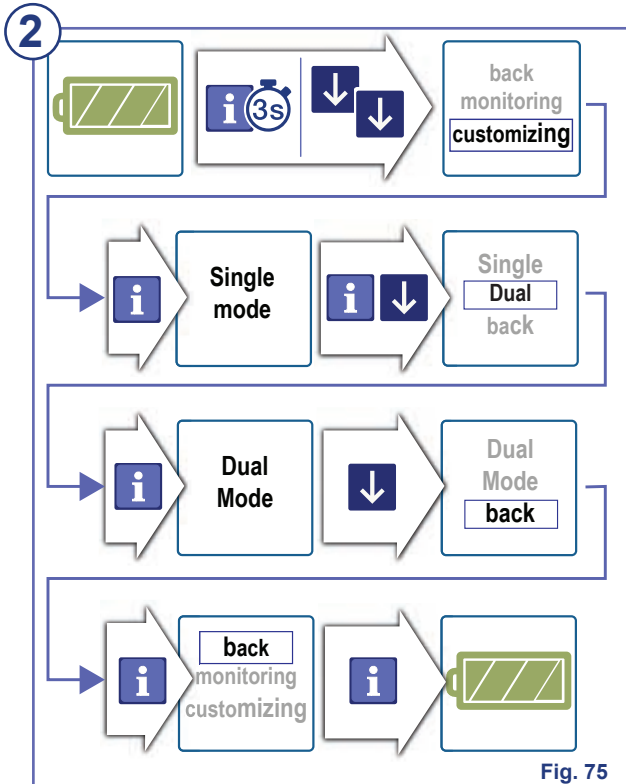 2
i 3s
back
monitoring
customizing
i
Single
mode
i
Single
Dual
back
i
Dual
Mode
Dual
Mode
back
i
back
monitoring
customizing
i
Fig. 75